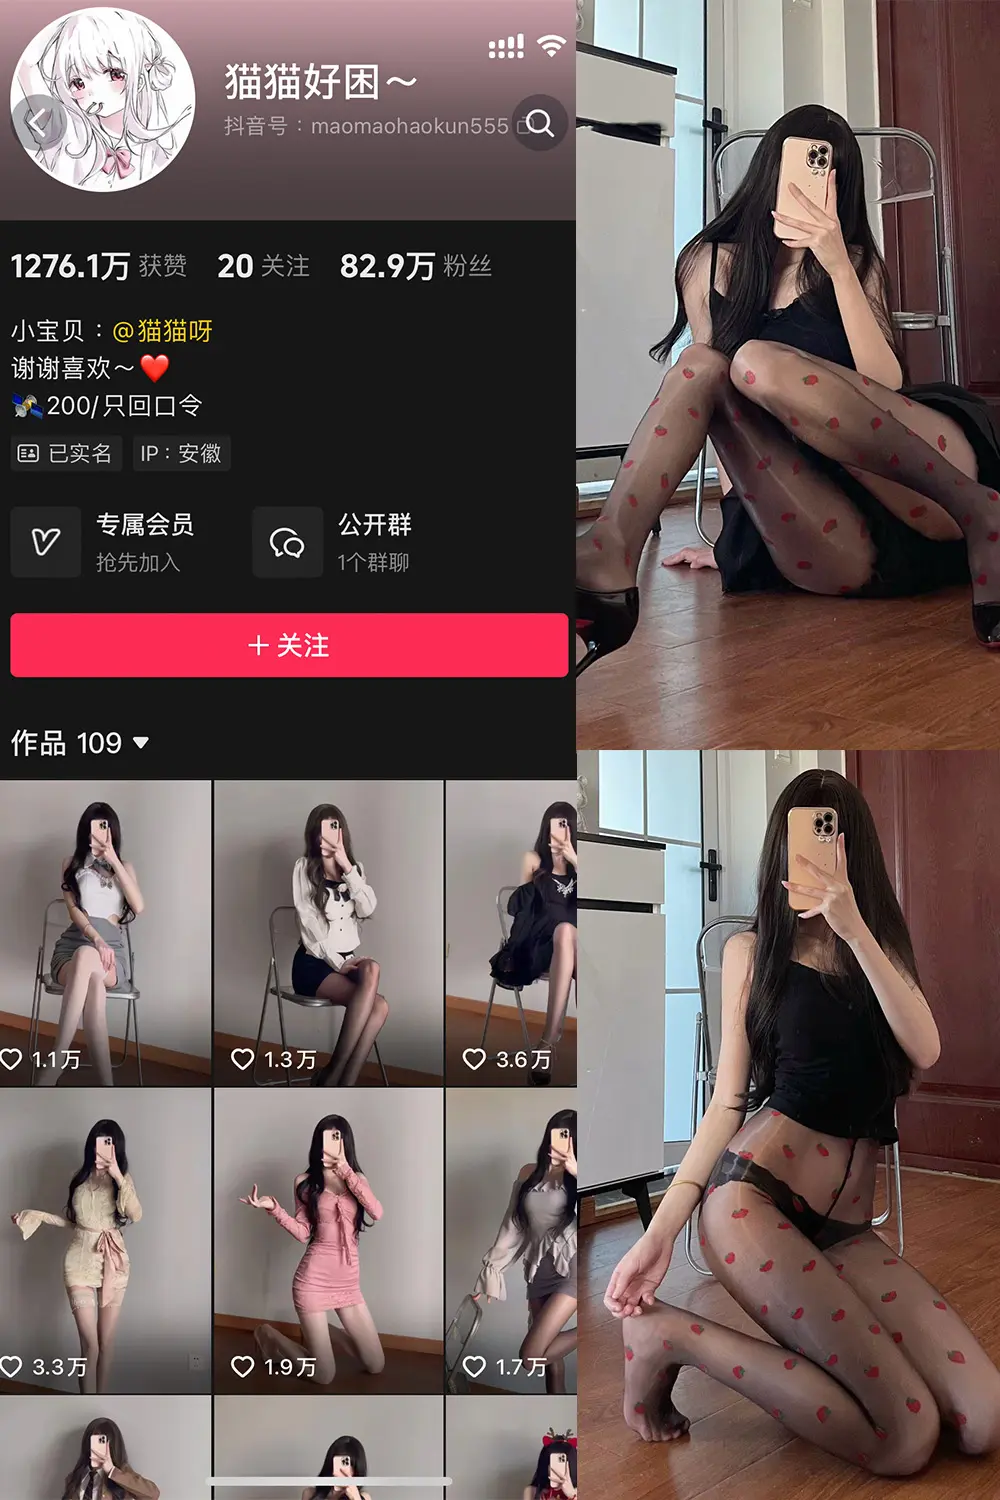 猫猫好困～
抖音号：maomaohaokun555
1276.1万 获赞 20 关注 82.9万 粉丝
小宝贝：@猫猫呀
谢谢喜欢～❤️
🛰️200/只回口令
已实名 IP：安徽
专属会员 公开群
抢先加入 1个群聊
＋关注
作品 109
1.1万 1.3万 3.6万
3.3万 1.9万 1.7万